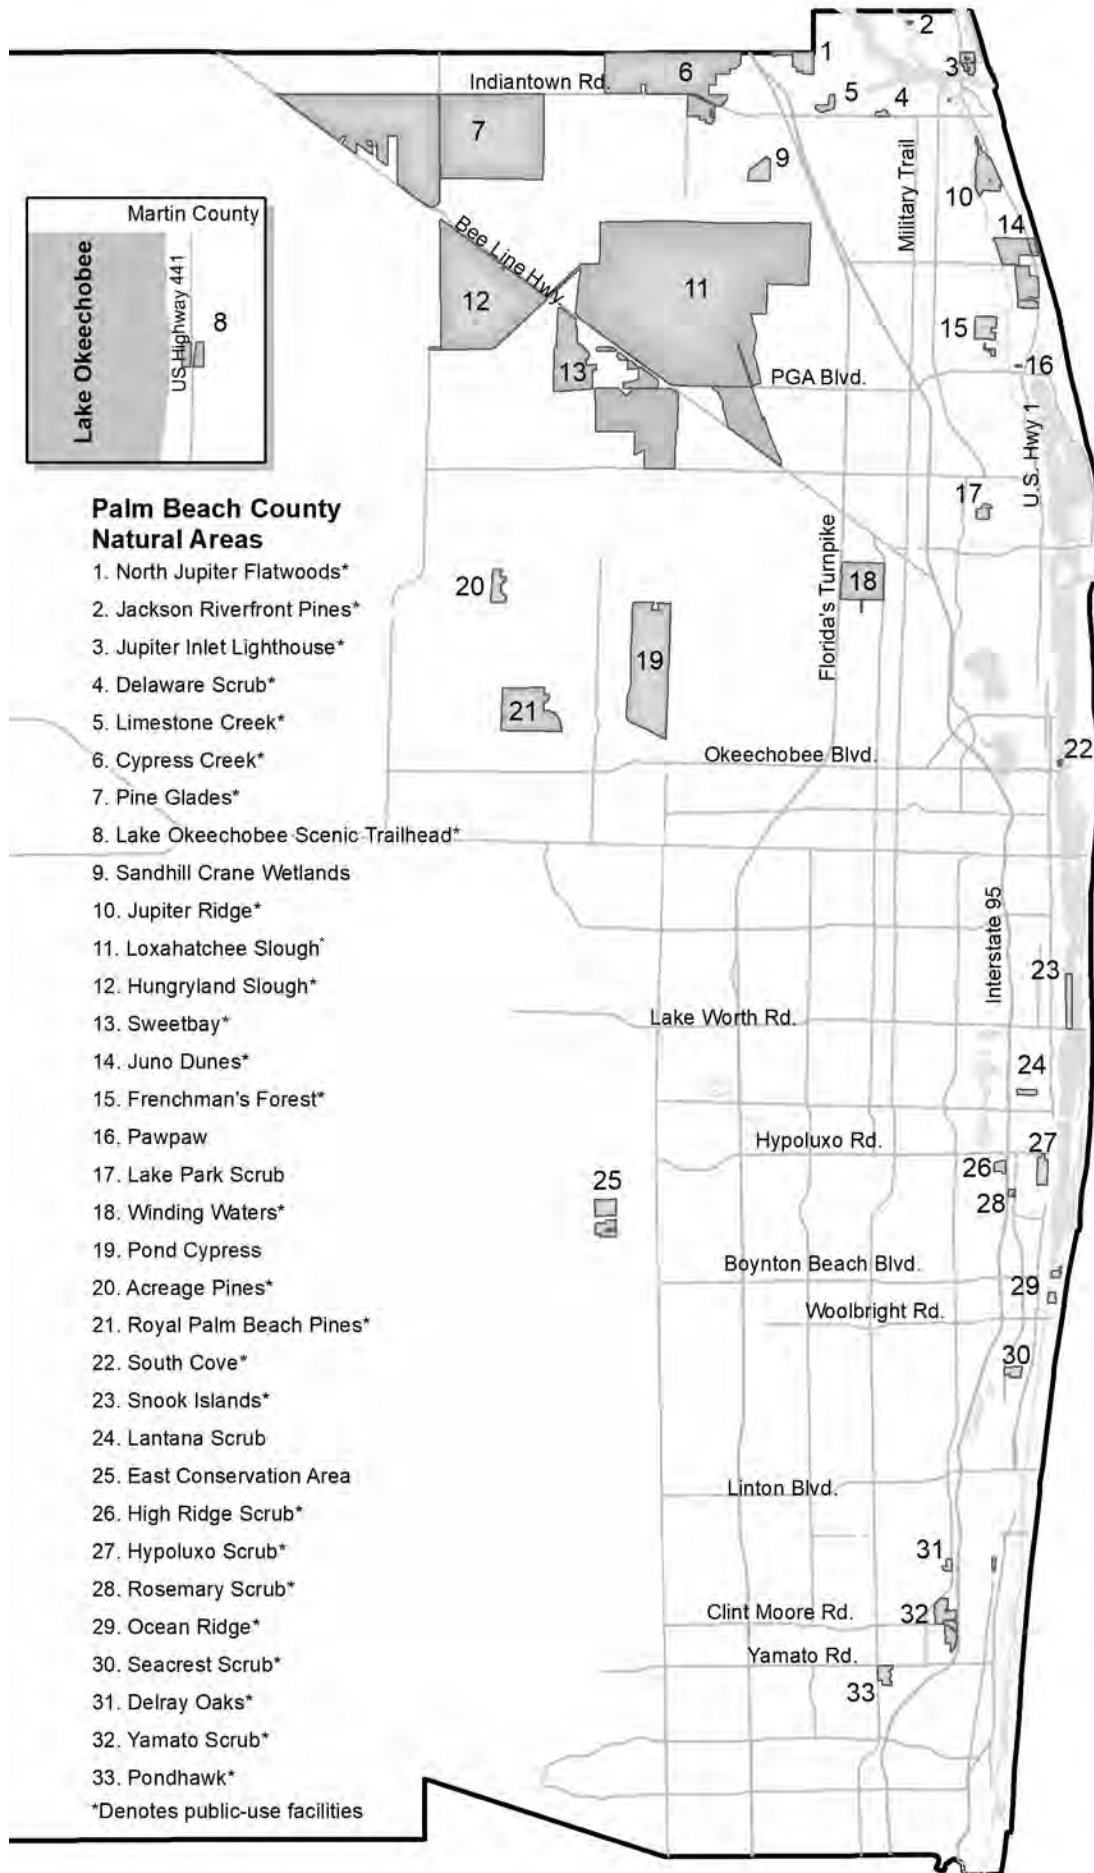 2
1
6
3
Indiantown Rd.
5
4
7
Military Trail
9
10
Martin County
14
Bee Line Hwy
Lake Okeechobee
US Highway 441
8
12
11
15
13
16
PGA Blvd.
U.S. Hwy 1
17
Palm Beach County
Natural Areas
1. North Jupiter Flatwoods*
2. Jackson Riverfront Pines*
3. Jupiter Inlet Lighthouse*
4. Delaware Scrub*
5. Limestone Creek*
6. Cypress Creek*
7. Pine Glades*
8. Lake Okeechobee Scenic Trailhead*
9. Sandhill Crane Wetlands
10. Jupiter Ridge*
11. Loxahatchee Slough*
12. Hungryland Slough*
13. Sweetbay*
14. Juno Dunes*
15. Frenchman's Forest*
16. Pawpaw
17. Lake Park Scrub
18. Winding Waters*
19. Pond Cypress
20. Acreage Pines*
21. Royal Palm Beach Pines*
22. South Cove*
23. Snook Islands*
24. Lantana Scrub
25. East Conservation Area
26. High Ridge Scrub*
27. Hypoluxo Scrub*
28. Rosemary Scrub*
29. Ocean Ridge*
30. Seacrest Scrub*
31. Delray Oaks*
32. Yamato Scrub*
33. Pondhawk*
*Denotes public-use facilities
Florida's Turnpike
20
18
19
21
Okeechobee Blvd.
22
Interstate 95
23
Lake Worth Rd.
24
Hypoluxo Rd.
27
26
25
28
Boynton Beach Blvd.
29
Woolbright Rd.
30
Linton Blvd.
31
Clint Moore Rd.
32
Yamato Rd.
33